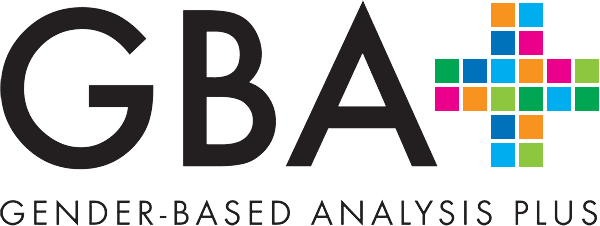 GBA+
GENDER-BASED ANALYSIS PLUS